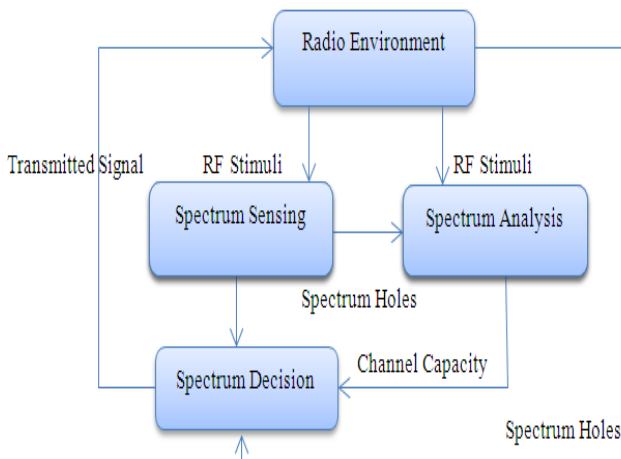 Radio Environment
Transmitted Signal
RF Stimuli
RF Stimuli
Spectrum Sensing
Spectrum Analysis
Spectrum Holes
Channel Capacity
Spectrum Decision
Spectrum Holes